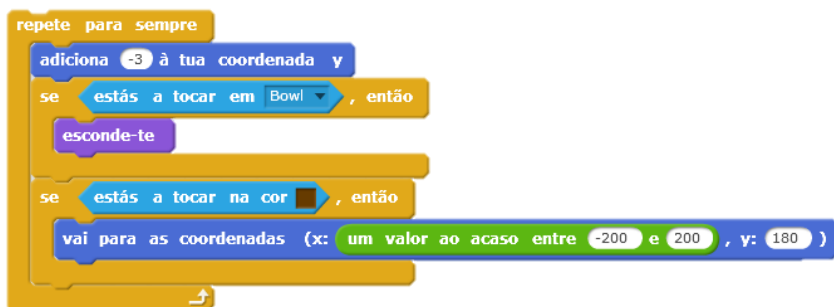 repete para sempre
adiciona -3 à tua coordenada y
se estás a tocar em Bowl , então
esconde-te
se estás a tocar na cor , então
vai para as coordenadas (x: um valor ao acaso entre -200 e 200 , y: 180 )